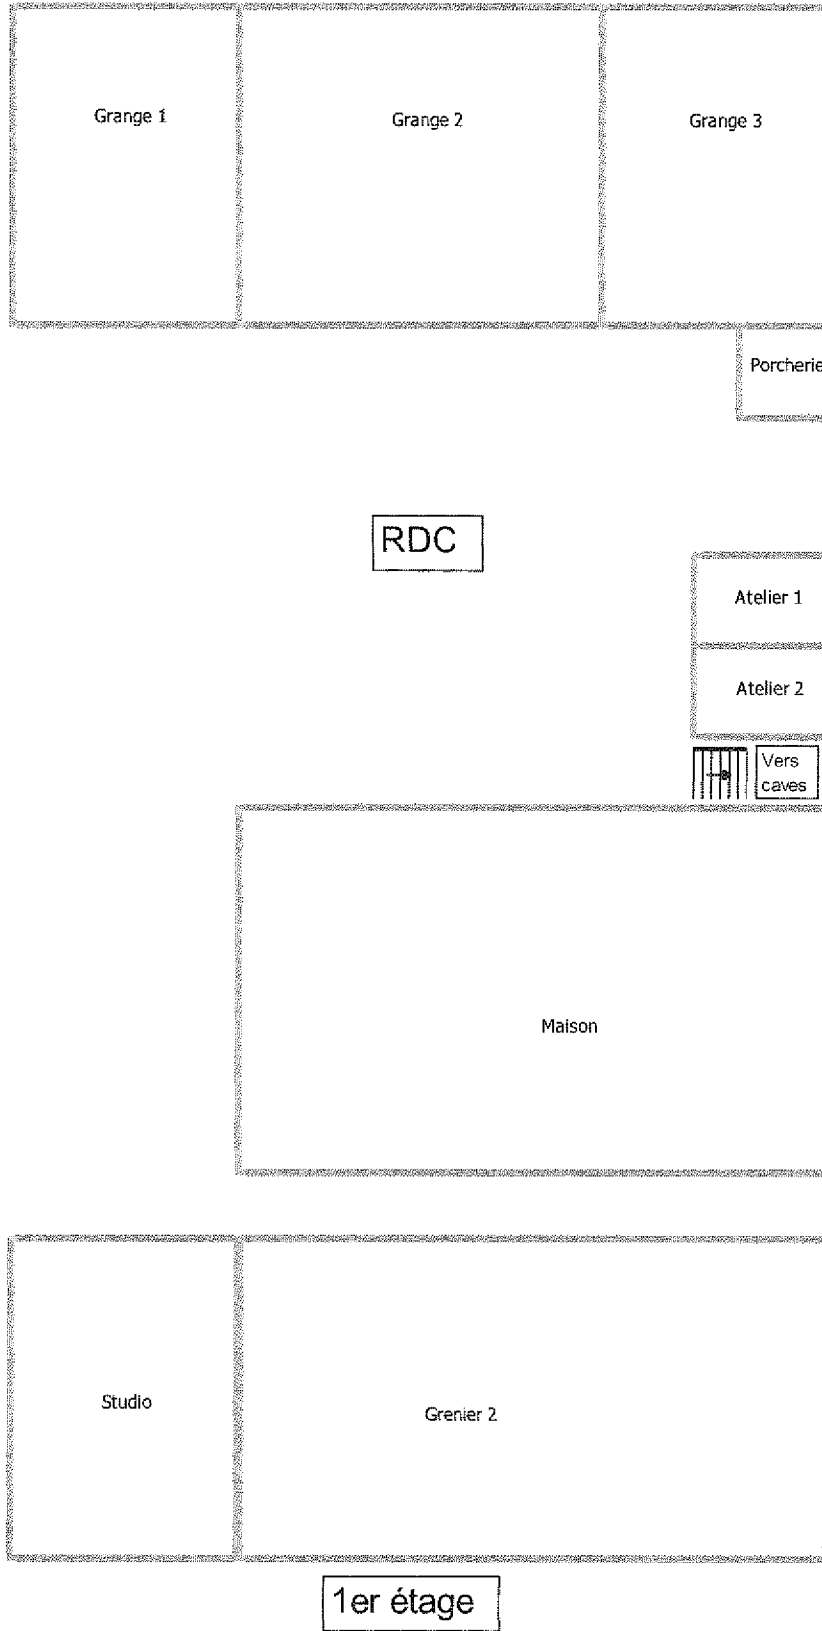 Grange 1
Grange 2
Grange 3
Porcherie
RDC
Atelier 1
Atelier 2
Vers
caves
Maison
Studio
Grenier 2
1er étage